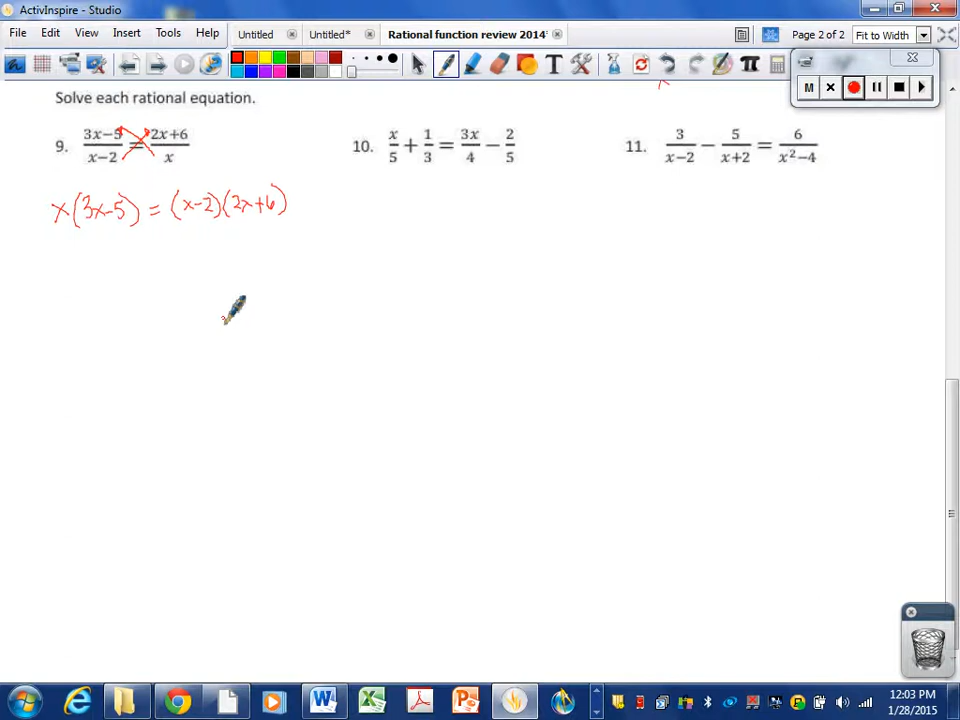 ActivInspire - Studio
File Edit View Insert Tools Help Untitled Untitled* Rational function review 2014' Page 2 of 2 Fit to Width
Solve each rational equation.
9. (3x−5)/(x−2) = (2x+6)/x
10. x/5 + 1/3 = 3x/4 − 2/5
11. 3/(x−2) − 5/(x+2) = 6/(x²−4)
x(3x-5) = (x-2)(2x+6)
12:03 PM
1/28/2015